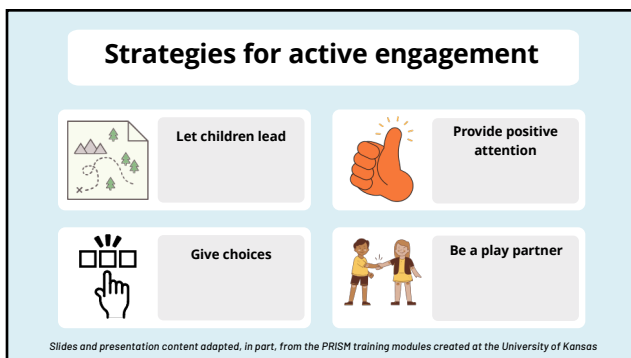 Strategies for active engagement
Let children lead
Provide positive
attention
Give choices
Be a play partner
Slides and presentation content adapted, in part, from the PRISM training modules created at the University of Kansas